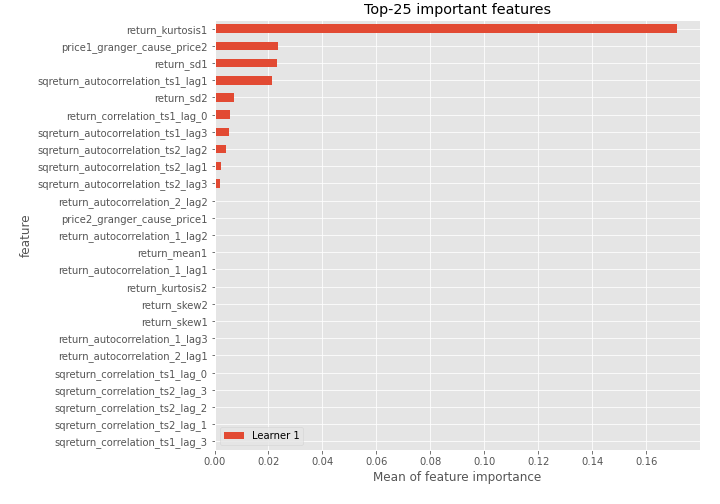 Top-25 important features
return_kurtosis1
price1_granger_cause_price2
return_sd1
sqreturn_autocorrelation_ts1_lag1
return_sd2
return_correlation_ts1_lag_0
sqreturn_autocorrelation_ts1_lag3
sqreturn_autocorrelation_ts2_lag2
sqreturn_autocorrelation_ts2_lag1
sqreturn_autocorrelation_ts2_lag3
return_autocorrelation_2_lag2
price2_granger_cause_price1
return_autocorrelation_1_lag2
return_mean1
return_autocorrelation_1_lag1
return_kurtosis2
return_skew2
return_skew1
return_autocorrelation_1_lag3
return_autocorrelation_2_lag1
sqreturn_correlation_ts1_lag_0
sqreturn_correlation_ts2_lag_3
sqreturn_correlation_ts2_lag_2
sqreturn_correlation_ts2_lag_1
sqreturn_correlation_ts1_lag_3
feature
Learner 1
0.00 0.02 0.04 0.06 0.08 0.10 0.12 0.14 0.16
Mean of feature importance